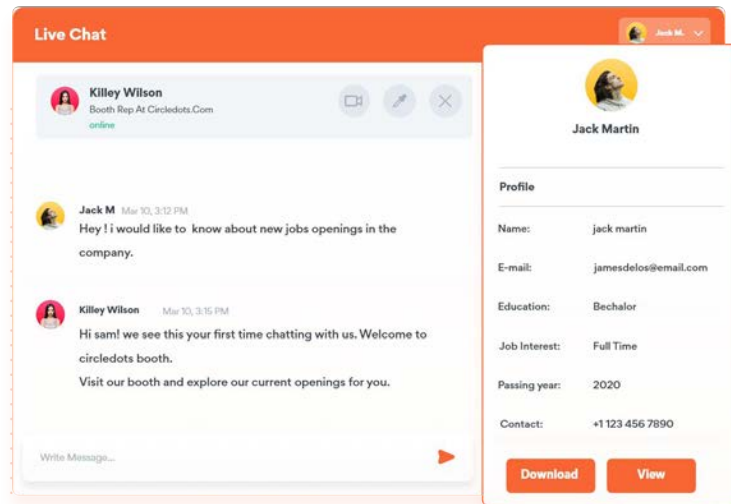 Live Chat
Jack M.
Killey Wilson
Booth Rep At Circledots.Com
online
Jack M Mar 10, 3:12 PM
Hey ! i would like to know about new jobs openings in the
company.
Killey Wilson Mar 10, 3:15 PM
Hi sam! we see this your first time chatting with us. Welcome to
circledots booth.
Visit our booth and explore our current openings for you.
Write Message...
Jack Martin
Profile
Name: jack martin
E-mail: jamesdelos@email.com
Education: Bechalor
Job Interest: Full Time
Passing year: 2020
Contact: +1 123 456 7890
Download View